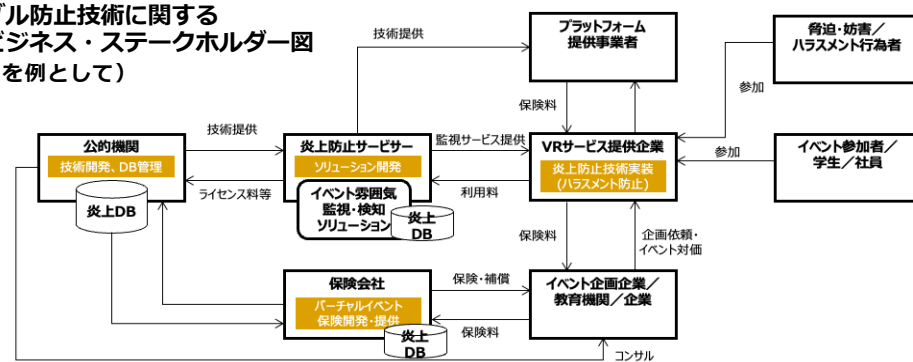 ブル防止技術に関する
ビジネス・ステークホルダー図
を例として）
技術提供
プラットフォーム
提供事業者
脅迫・妨害／
ハラスメント行為者
参加
保険料
公的機関
技術開発、DB管理
炎上DB
技術提供
ライセンス料等
炎上防止サービサー
ソリューション開発
イベント雰囲気
監視・検知
ソリューション
炎上
DB
監視サービス提供
利用料
VRサービス提供企業
炎上防止技術実装
(ハラスメント防止)
参加
イベント参加者／
学生／社員
保険料
企画依頼・
イベント対価
保険会社
バーチャルイベント
保険開発・提供
炎上
DB
保険・補償
保険料
イベント企画企業／
教育機関／企業
コンサル